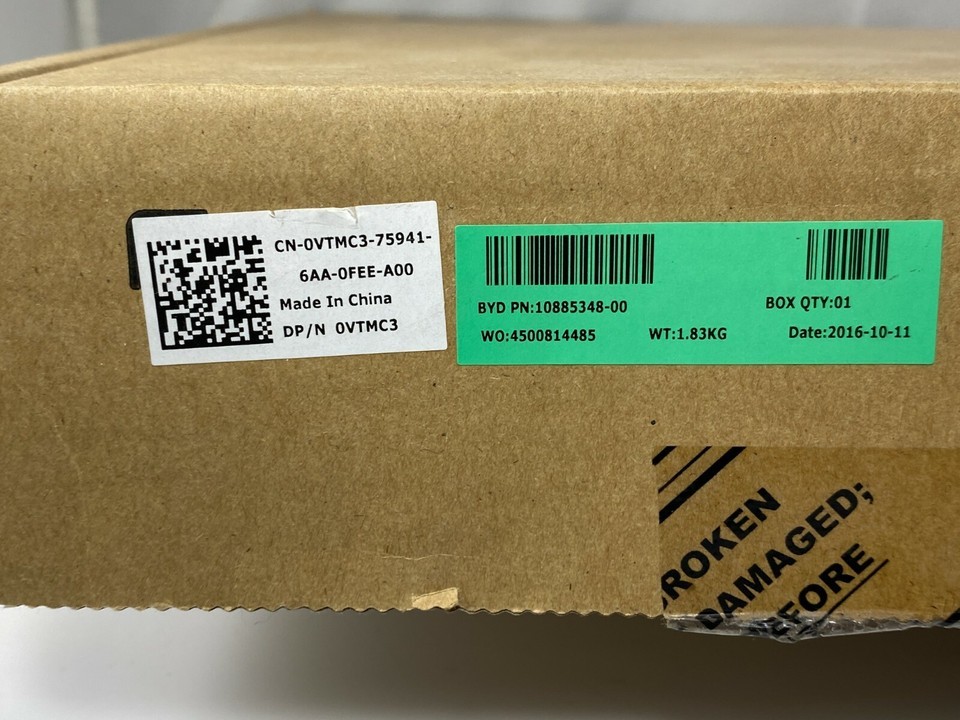 CN-0VTMC3-75941-
6AA-0FEE-A00
Made In China
DP/N 0VTMC3
BYD PN:10885348-00
BOX QTY:01
WO:4500814485
WT:1.83KG
Date:2016-10-11
ROKEN
DAMAGED;
EFORE